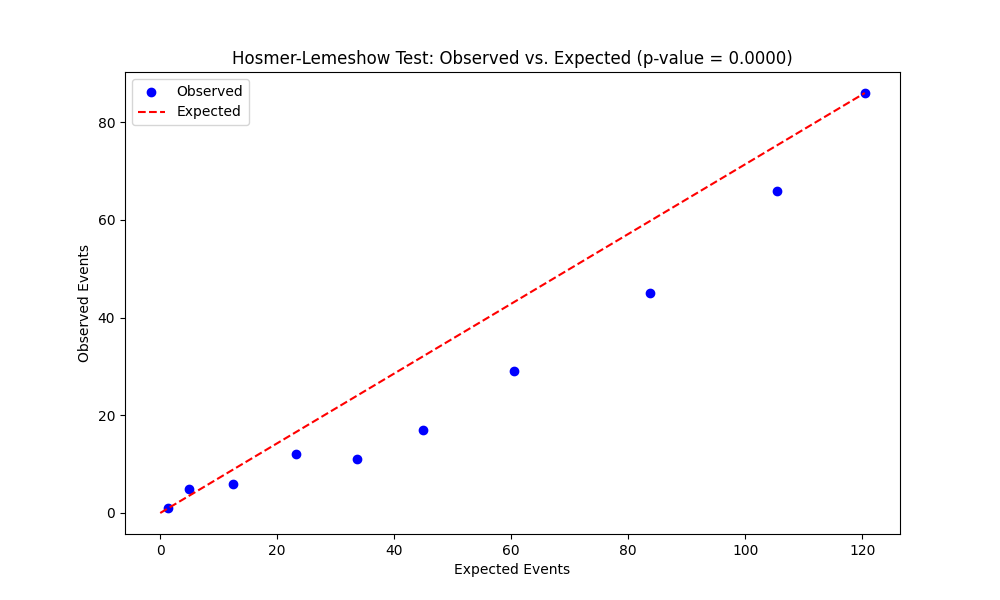 Hosmer-Lemeshow Test: Observed vs. Expected (p-value = 0.0000)
Observed
Expected
80
60
40
20
0
Observed Events
0 20 40 60 80 100 120
Expected Events